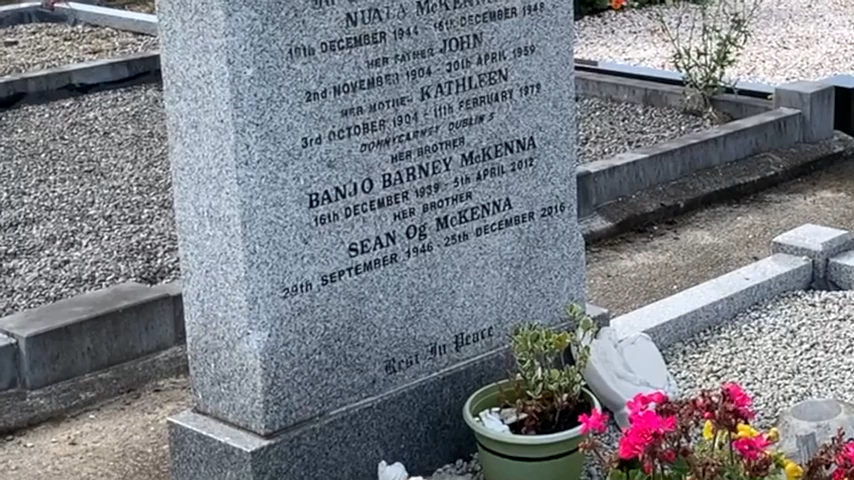 NUALA McKENNA
19TH DECEMBER 1944 - 16TH DECEMBER 1948
HER FATHER JOHN
2ND NOVEMBER 1904 - 30TH APRIL 1959
HER MOTHER KATHLEEN
3RD OCTOBER 1904 - 11TH FEBRUARY 1979
DONNYCARNEY DUBLIN 5
HER BROTHER
BANJO BARNEY McKENNA
16TH DECEMBER 1939 - 5TH APRIL 2012
HER BROTHER
SEAN OG McKENNA
29TH SEPTEMBER 1946 - 25TH DECEMBER 2016
Rest In Peace